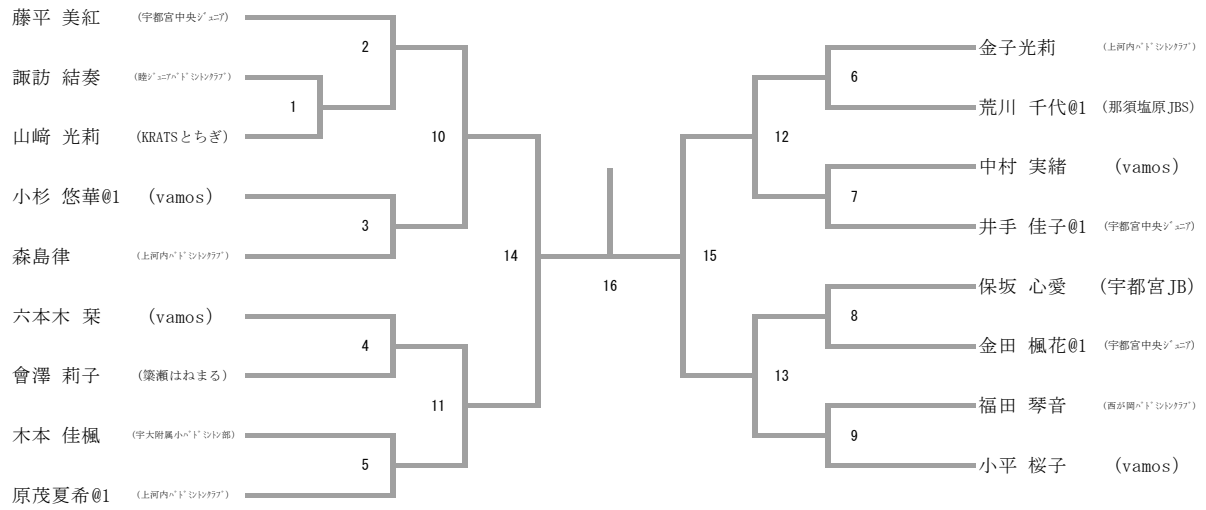 藤平 美紅 (宇都宮中央ジュニア)
2
諏訪 結奏 (睦ジュニアバドミントンクラブ)
1
山﨑 光莉 (KRATSとちぎ)
10
小杉 悠華@1 (vamos)
3
森島律 (上河内バドミントンクラブ)
14
六本木 栞 (vamos)
4
會澤 莉子 (簗瀬はねまる)
11
木本 佳楓 (宇大附属小バドミントン部)
5
原茂夏希@1 (上河内バドミントンクラブ)
16
金子光莉 (上河内バドミントンクラブ)
6
荒川 千代@1 (那須塩原JBS)
12
中村 実緒 (vamos)
7
井手 佳子@1 (宇都宮中央ジュニア)
15
保坂 心愛 (宇都宮JB)
8
金田 楓花@1 (宇都宮中央ジュニア)
13
福田 琴音 (西が岡バドミントンクラブ)
9
小平 桜子 (vamos)